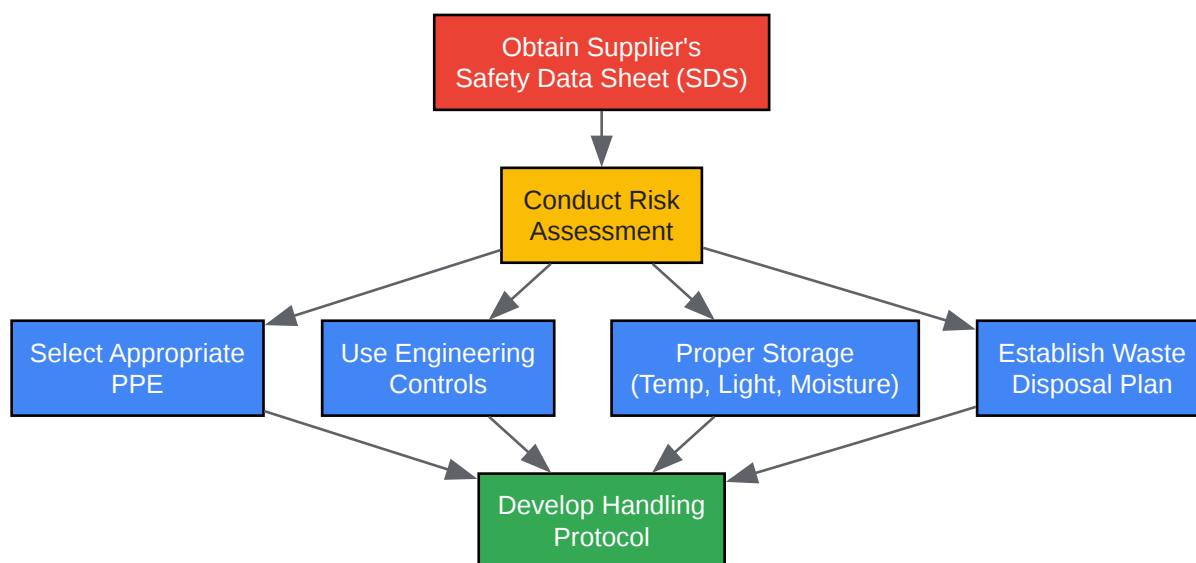 Obtain Supplier's
Safety Data Sheet (SDS)
Conduct Risk
Assessment
Select Appropriate
PPE
Use Engineering
Controls
Proper Storage
(Temp, Light, Moisture)
Establish Waste
Disposal Plan
Develop Handling
Protocol